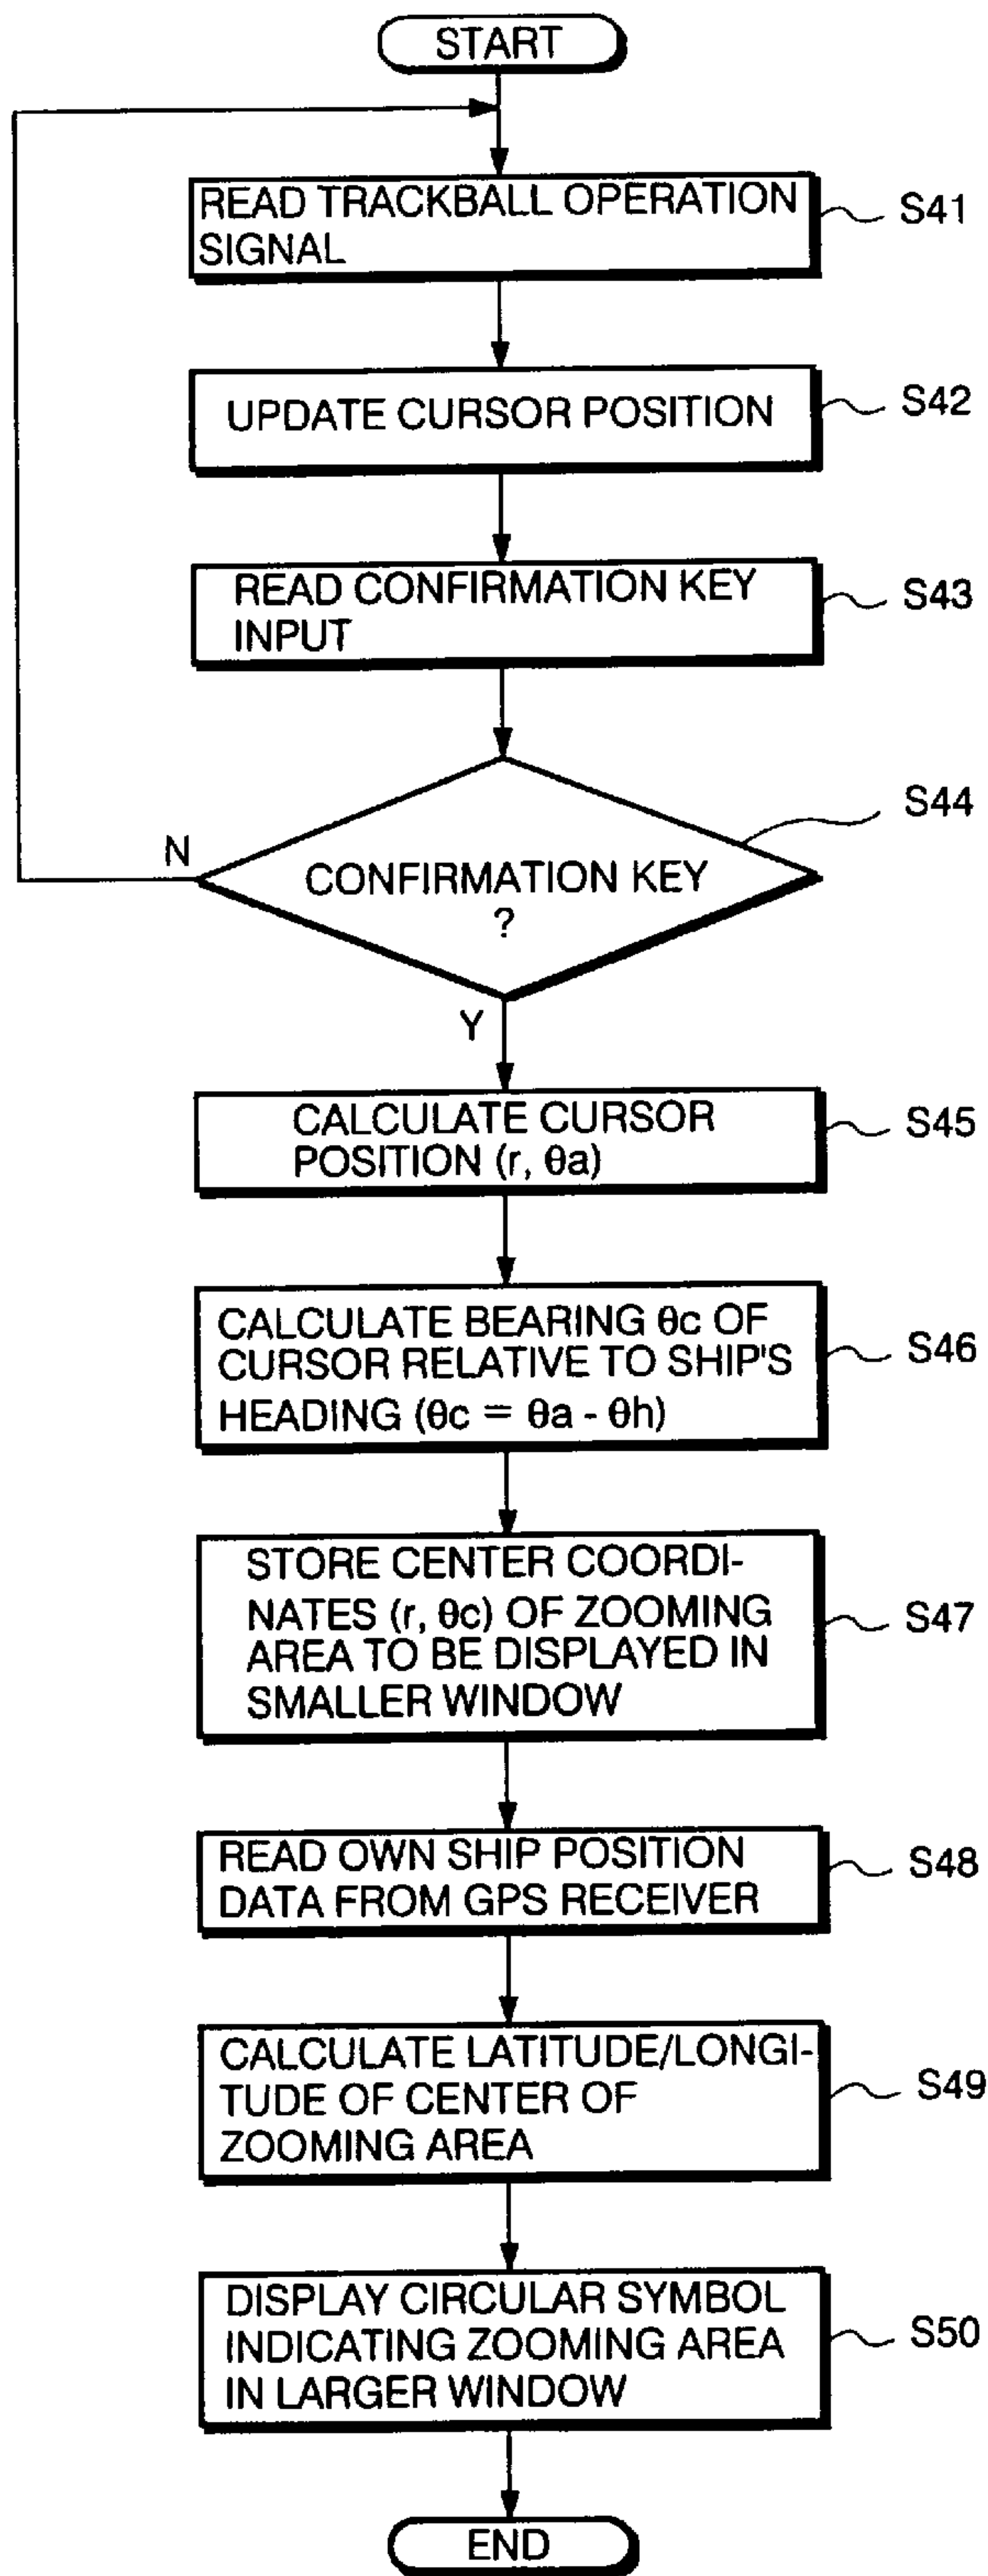 START
READ TRACKBALL OPERATION
SIGNAL
S41
UPDATE CURSOR POSITION
S42
READ CONFIRMATION KEY
INPUT
S43
S44
N
CONFIRMATION KEY
?
Y
CALCULATE CURSOR
POSITION (r, θa)
S45
CALCULATE BEARING θc OF
CURSOR RELATIVE TO SHIP'S
HEADING (θc = θa - θh)
S46
STORE CENTER COORDI-
NATES (r, θc) OF ZOOMING
AREA TO BE DISPLAYED IN
SMALLER WINDOW
S47
READ OWN SHIP POSITION
DATA FROM GPS RECEIVER
S48
CALCULATE LATITUDE/LONGI-
TUDE OF CENTER OF
ZOOMING AREA
S49
DISPLAY CIRCULAR SYMBOL
INDICATING ZOOMING AREA
IN LARGER WINDOW
S50
END